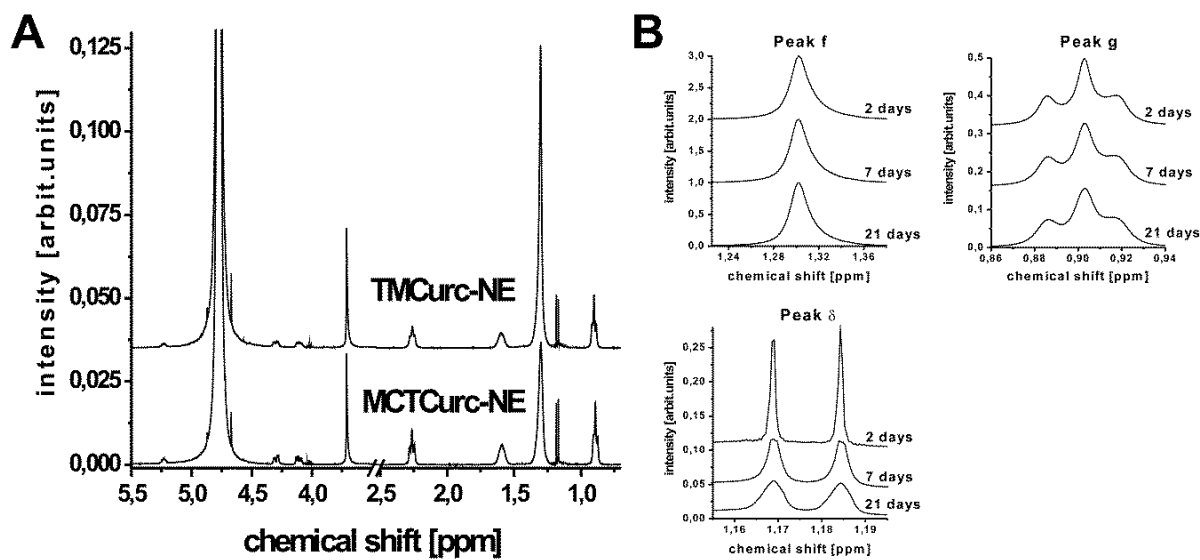 A
0,125
0,100
0,075
0,050
0,025
0,000
intensity [arbit.units]
TMCurc-NE
MCTCurc-NE
5,5 5,0 4,5 4,0 2,5 2,0 1,5 1,0
chemical shift [ppm]
B
Peak f
3,0
2,5
2,0
1,5
1,0
0,5
0,0
intensity [arbit.units]
2 days
7 days
21 days
1,24 1,28 1,32 1,36
chemical shift [ppm]
Peak g
0,5
0,4
0,3
0,2
0,1
0,0
intensity [arbit.units]
2 days
7 days
21 days
0,86 0,88 0,90 0,92 0,94
chemical shift [ppm]
Peak δ
0,25
0,20
0,15
0,10
0,05
0,00
intensity [arbit.units]
2 days
7 days
21 days
1,16 1,17 1,18 1,19
chemical shift [ppm]